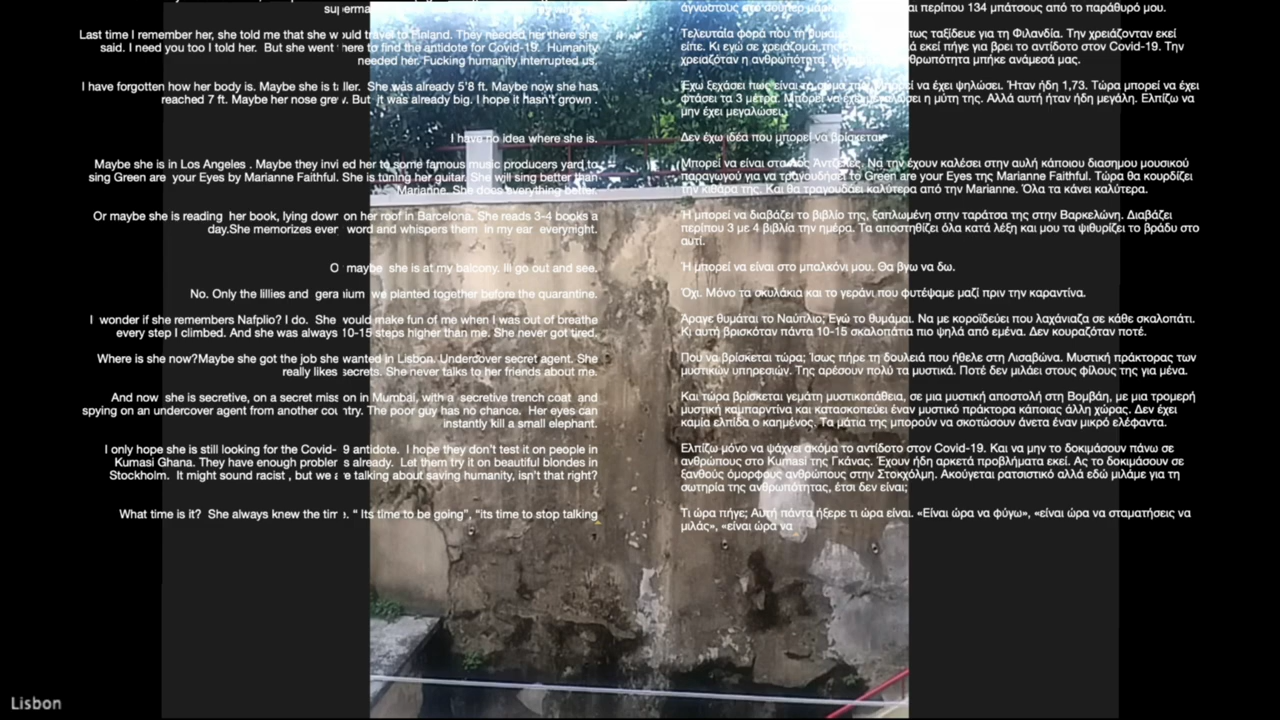 Last time I remember her, she told me that she would travel to Finland. They needed her there she
said. I need you too I told her. But she went here to find the antidote for Covid-19. Humanity
needed her. Fucking humanity interrupted us.
I have forgotten how her body is. Maybe she is taller. She was already 5'8 ft. Maybe now she has
reached 7 ft. Maybe her nose grew. But it was already big. I hope it hasn't grown .
I have no idea where she is.
Maybe she is in Los Angeles . Maybe they invited her to some famous music producers yard to
sing Green are your Eyes by Marianne Faithful. She is tuning her guitar. She will sing better than
Marianne. She does everything better.
Or maybe she is reading her book, lying down on her roof in Barcelona. She reads 3-4 books a
day.She memorizes every word and whispers them in my ear everynight.
O maybe she is at my balcony. Ill go out and see.
No. Only the lillies and geranium we planted together before the quarantine.
I wonder if she remembers Nafplio? I do. She would make fun of me when I was out of breathe
every step I climbed. And she was always 10-15 steps higher than me. She never got tired.
Where is she now?Maybe she got the job she wanted in Lisbon. Undercover secret agent. She
really likes secrets. She never talks to her friends about me.
And now she is secretive, on a secret mission in Mumbai, with a secretive trench coat and
spying on an undercover agent from another country. The poor guy has no chance. Her eyes can
instantly kill a small elephant.
I only hope she is still looking for the Covid-19 antidote. I hope they don't test it on people in
Kumasi Ghana. They have enough problems already. Let them try it on beautiful blondes in
Stockholm. It might sound racist , but we are talking about saving humanity, isn't that right?
What time is it? She always knew the time. “ Its time to be going”, “its time to stop talking
άγνωστους στο σούπερ μάρκετ και περίπου 134 μπάτσους από το παράθυρό μου.
Τελευταία φορά που τη θυμάμαι πως ταξίδευε για τη Φιλανδία. Την χρειάζονταν εκεί
είπε. Κι εγώ σε χρειάζομαι της εκεί πήγε για βρει το αντίδοτο στον Covid-19. Την
χρειαζόταν η ανθρωπότητα. ανθρωπότητα μπήκε ανάμεσά μας.
Έχω ξεχάσει πως είναι το σώμα της. Μπορεί να έχει ψηλώσει. Ήταν ήδη 1,73. Τώρα μπορεί να έχει
φτάσει τα 3 μέτρα. Μπορεί να έχει μεγαλώσει η μύτη της. Αλλά αυτή ήταν ήδη μεγάλη. Ελπίζω να
μην έχει μεγαλώσει.
Δεν έχω ιδέα που μπορεί να βρίσκεται.
Μπορεί να είναι στο Λος Άντζελες. Να την έχουν καλέσει στην αυλή κάποιου διασημου μουσικού
παραγωγού για να τραγουδήσει το Green are your Eyes της Marianne Faithful. Τώρα θα κουρδίζει
την κιθάρα της. Και θα τραγουδάει καλύτερα από την Marianne. Όλα τα κάνει καλύτερα.
Ή μπορεί να διαβάζει το βιβλίο της, ξαπλωμένη στην ταράτσα της στην Βαρκελώνη. Διαβάζει
περίπου 3 με 4 βιβλία την ημέρα. Τα αποστηθίζει όλα κατά λέξη και μου τα ψιθυρίζει το βράδυ στο
αυτί.
Ή μπορεί να είναι στο μπαλκόνι μου. Θα βγω να δω.
Όχι. Μόνο τα σκυλάκια και το γεράνι που φυτέψαμε μαζί πριν την καραντίνα.
Άραγε θυμάται το Ναύπλιο; Εγώ το θυμάμαι. Να με κοροϊδεύει που λαχάνιαζα σε κάθε σκαλοπάτι.
Κι αυτή βρισκόταν πάντα 10-15 σκαλοπάτια πιο ψηλά από εμένα. Δεν κουραζόταν ποτέ.
Που να βρίσκεται τώρα; Ίσως πήρε τη δουλειά που ήθελε στη Λισαβώνα. Μυστική πράκτορας των
μυστικών υπηρεσιών. Της αρέσουν πολύ τα μυστικά. Ποτέ δεν μιλάει στους φίλους της για μένα.
Και τώρα βρίσκεται γεμάτη μυστικοπάθεια, σε μια μυστική αποστολή στη Βομβάη, με μια τρομερή
μυστική καμπαρντίνα και κατασκοπεύει έναν μυστικό πράκτορα κάποιας άλλη χώρας. Δεν έχει
καμία ελπιδα ο καημένος. Τα μάτια της μπορούν να σκοτώσουν άνετα έναν μικρό ελέφαντα.
Ελπίζω μόνο να ψάχνει ακόμα το αντίδοτο στον Covid-19. Και να μην το δοκιμάσουν πάνω σε
ανθρώπους στο Kumasi της Γκάνας. Έχουν ήδη αρκετά προβλήματα εκεί. Ας το δοκιμάσουν σε
ξανθούς όμορφους ανθρώπους στην Στοκχόλμη. Ακούγεται ρατσιστικό αλλά εδώ μιλάμε για τη
σωτηρία της ανθρωπότητας, έτσι δεν είναι;
Τι ώρα πήγε; Αυτή πάντα ήξερε τι ώρα είναι. «Είναι ώρα να φύγω», «είναι ώρα να σταματήσεις να
μιλάς», «είναι ώρα να
Lisbon